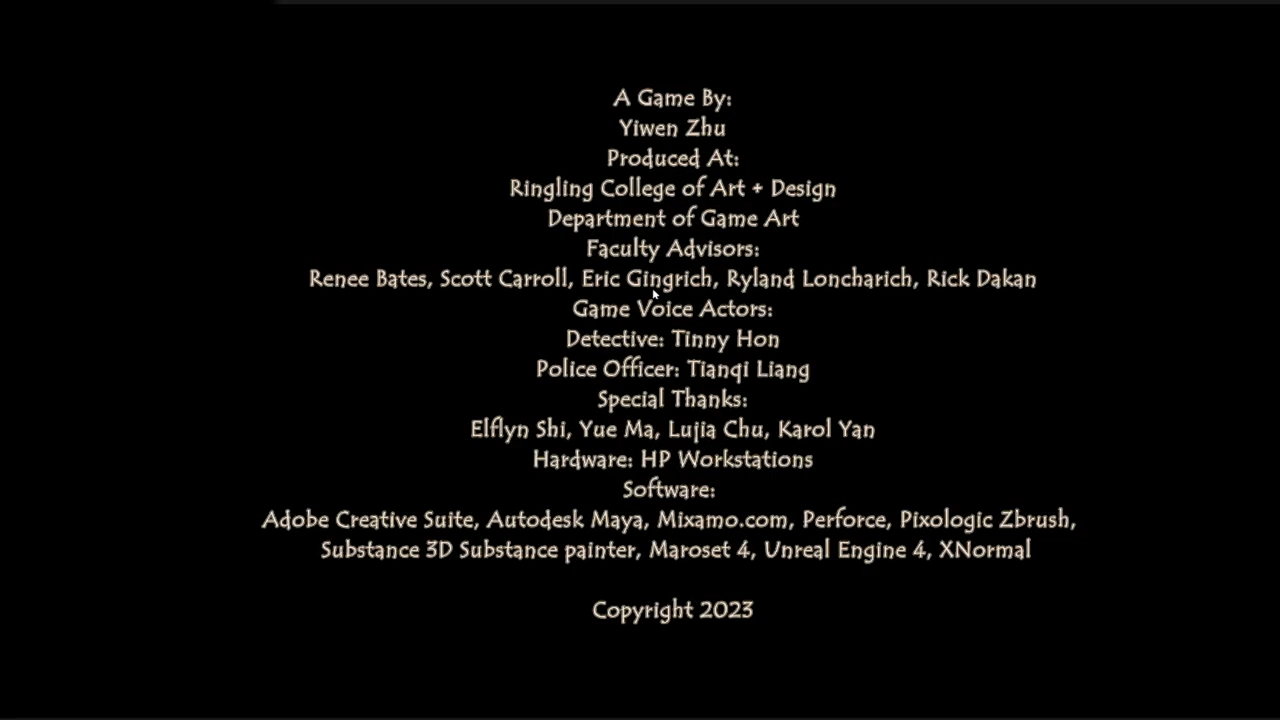 A Game By:
Yiwen Zhu
Produced At:
Ringling College of Art + Design
Department of Game Art
Faculty Advisors:
Renee Bates, Scott Carroll, Eric Gingrich, Ryland Loncharich, Rick Dakan
Game Voice Actors:
Detective: Tinny Hon
Police Officer: Tianqi Liang
Special Thanks:
Elflyn Shi, Yue Ma, Lujia Chu, Karol Yan
Hardware: HP Workstations
Software:
Adobe Creative Suite, Autodesk Maya, Mixamo.com, Perforce, Pixologic Zbrush,
Substance 3D Substance painter, Maroset 4, Unreal Engine 4, XNormal
Copyright 2023